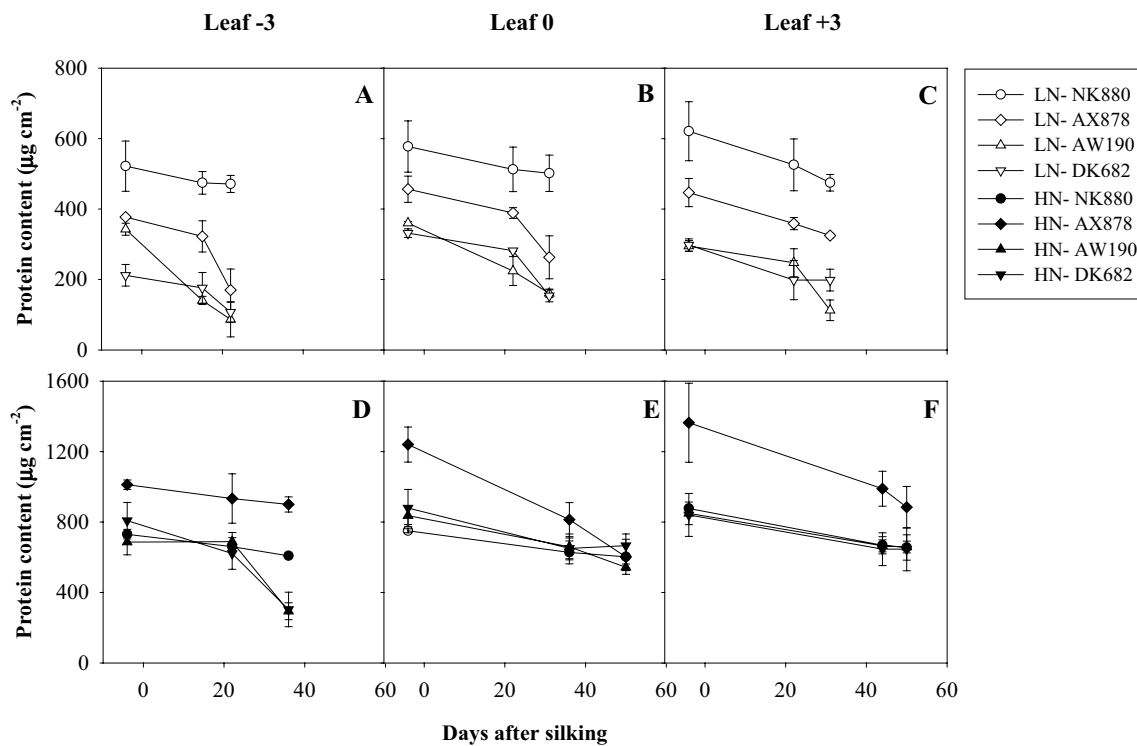 Leaf -3 Leaf 0 Leaf +3
800
600
400
200
0
Protein content (µg cm-2)
A
B
C
LN- NK880
LN- AX878
LN- AW190
LN- DK682
HN- NK880
HN- AX878
HN- AW190
HN- DK682
1600
1200
800
400
0
Protein content (µg cm-2)
D
E
F
0 20 40 60 0 20 40 60 0 20 40 60
Days after silking